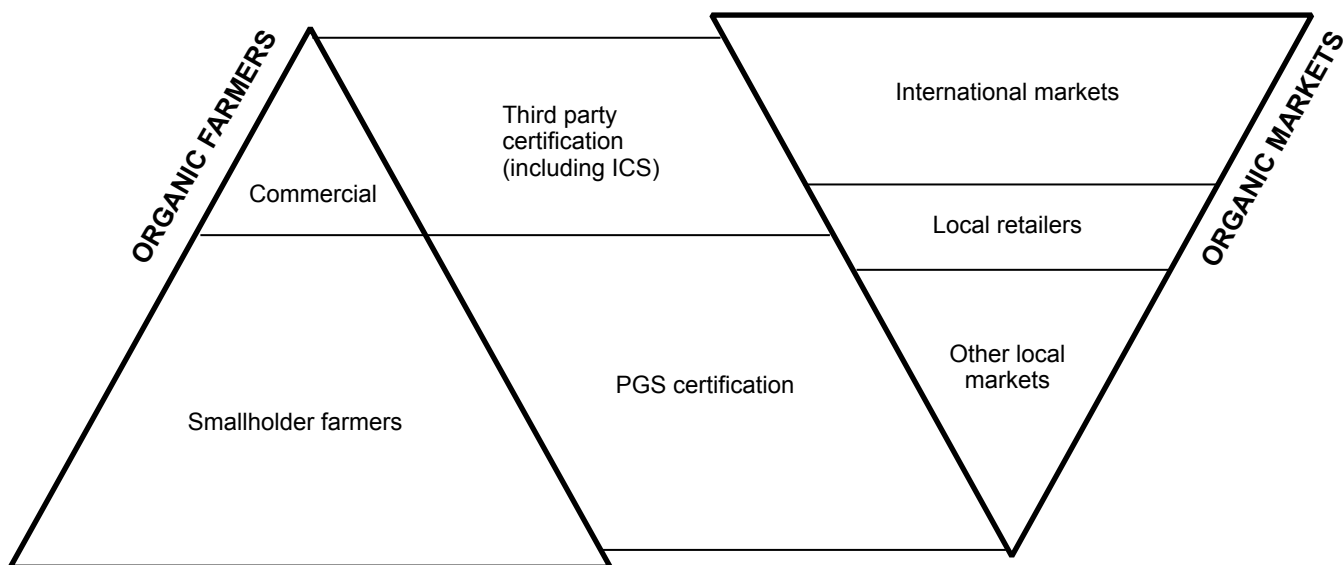 ORGANIC FARMERS
Commercial
Smallholder farmers
Third party
certification
(including ICS)
PGS certification
International markets
Local retailers
Other local
markets
ORGANIC MARKETS